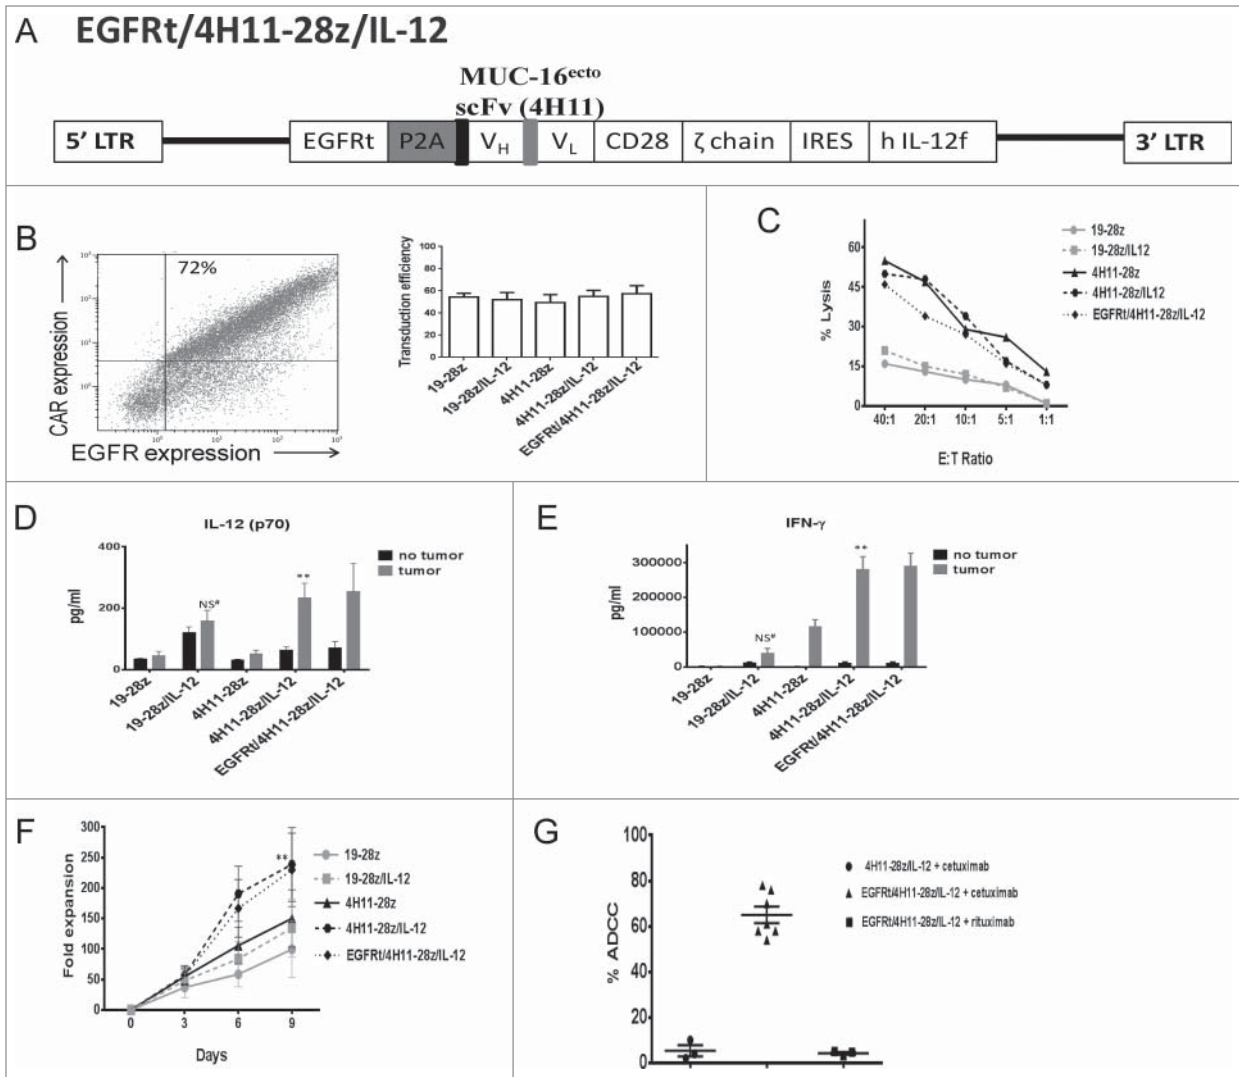 A EGFRt/4H11-28z/IL-12
MUC-16ecto
scFv (4H11)
5' LTR EGFRt P2A VH VL CD28 ζ chain IRES h IL-12f 3' LTR
B
72%
CAR expression
EGFR expression
10⁰ 10¹ 10² 10³
Transduction efficiency
100
80
60
40
20
0
19-28z
19-28z/IL-12
4H11-28z
4H11-28z/IL-12
EGFRt/4H11-28z/IL-12
C
% Lysis
60
45
30
15
0
40:1 20:1 10:1 5:1 1:1
E:T Ratio
19-28z
19-28z/IL12
4H11-28z
4H11-28z/IL12
EGFRt/4H11-28z/IL-12
D
IL-12 (p70)
pg/ml
400
200
0
NS#
**
no tumor
tumor
19-28z
19-28z/IL-12
4H11-28z
4H11-28z/IL-12
EGFRt/4H11-28z/IL-12
E
IFN-γ
pg/ml
300000
200000
100000
0
NS#
**
no tumor
tumor
19-28z
19-28z/IL-12
4H11-28z
4H11-28z/IL-12
EGFRt/4H11-28z/IL-12
F
Fold expansion
300
250
200
150
100
50
0
**
0 3 6 9
Days
19-28z
19-28z/IL-12
4H11-28z
4H11-28z/IL-12
EGFRt/4H11-28z/IL-12
G
% ADCC
100
80
60
40
20
0
4H11-28z/IL-12 + cetuximab
EGFRt/4H11-28z/IL-12 + cetuximab
EGFRt/4H11-28z/IL-12 + rituximab